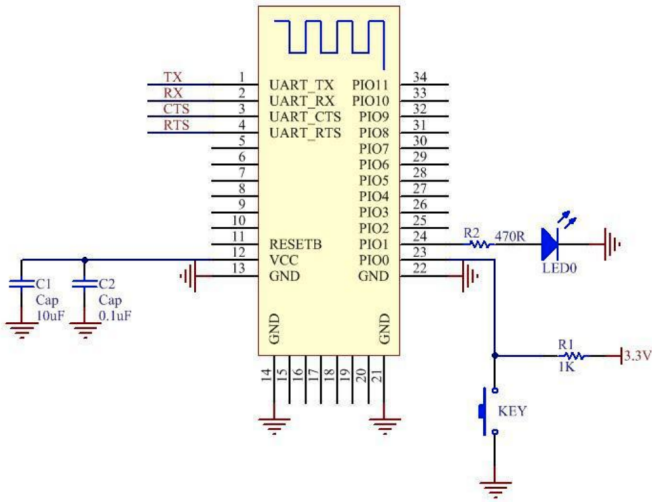 TX 1 UART_TX PIO11 34
RX 2 UART_RX PIO10 33
CTS 3 UART_CTS PIO9 32
RTS 4 UART_RTS PIO8 31
5 PIO7 30
6 PIO6 29
7 PIO5 28
8 PIO4 27
9 PIO3 26
10 PIO2 25
11 RESETB PIO1 24 R2 470R
12 VCC PIO0 23
13 GND GND 22
LED0
C1 C2
Cap Cap
10uF 0.1uF
GND GND
14 15 16 17 18 19 20 21
R1
1K
3.3V
KEY